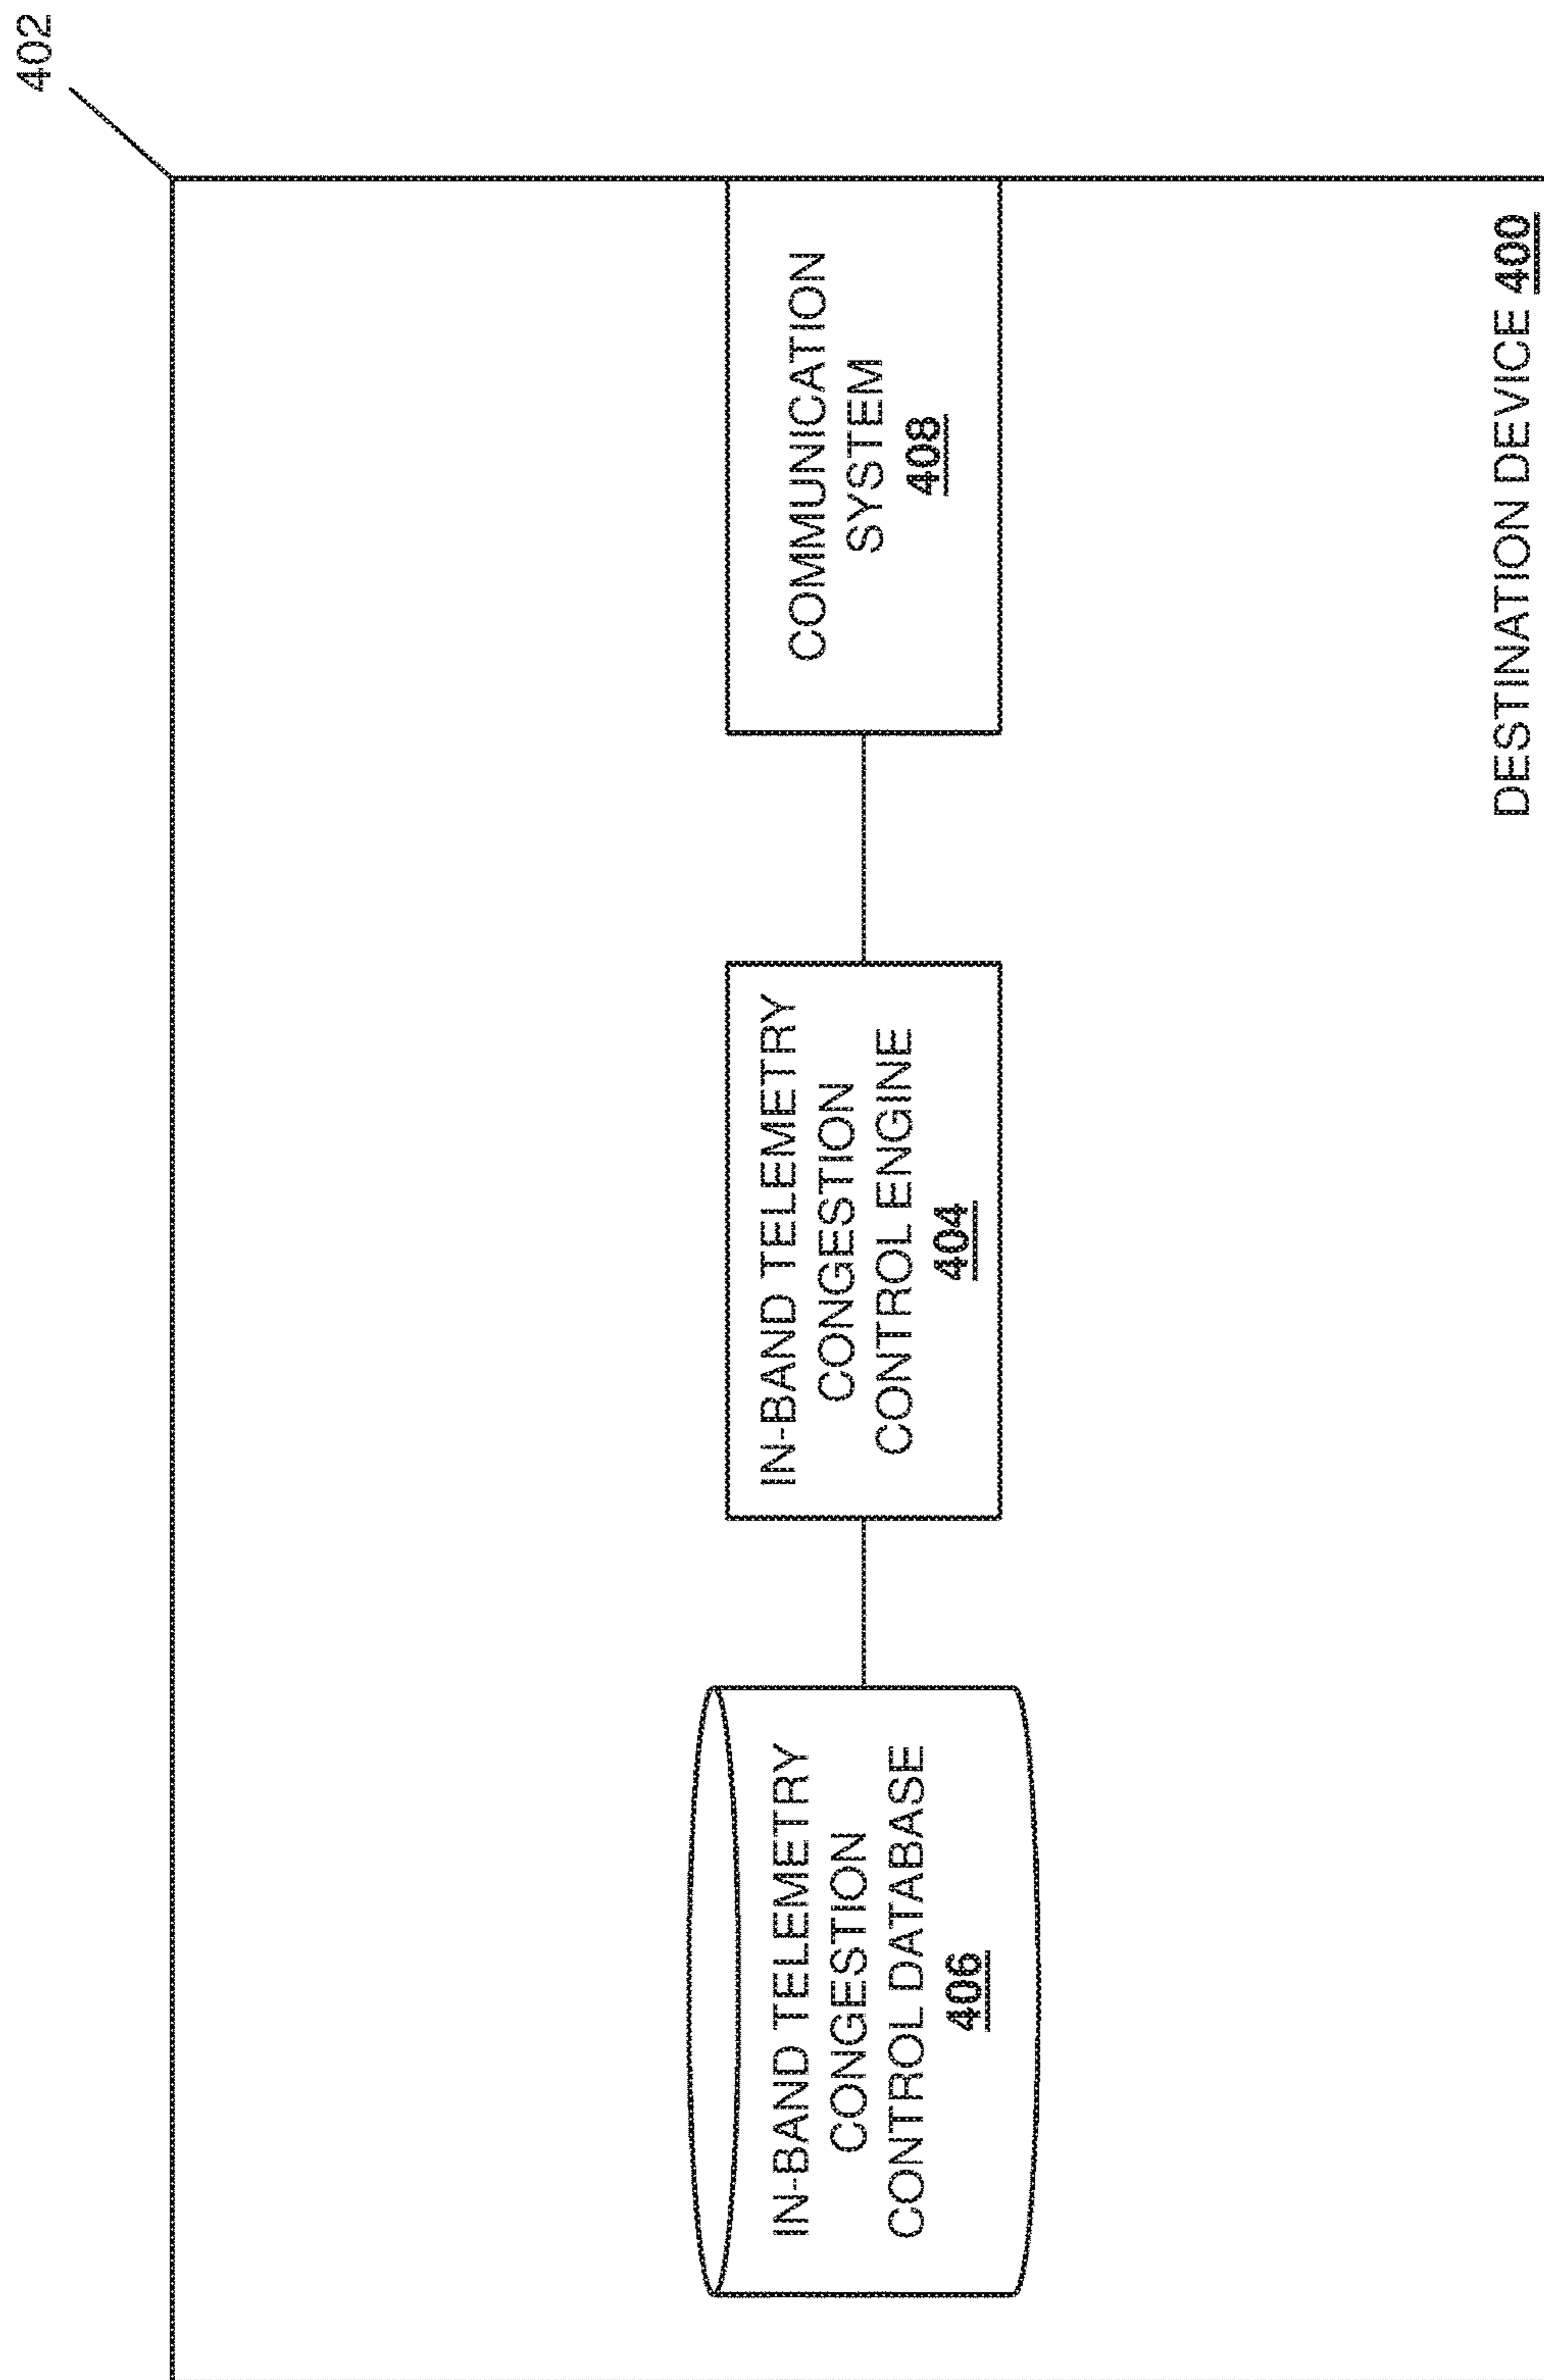 402
IN-BAND TELEMETRY
CONGESTION
CONTROL DATABASE
406
IN-BAND TELEMETRY
CONGESTION
CONTROL ENGINE
404
COMMUNICATION
SYSTEM
408
DESTINATION DEVICE 400